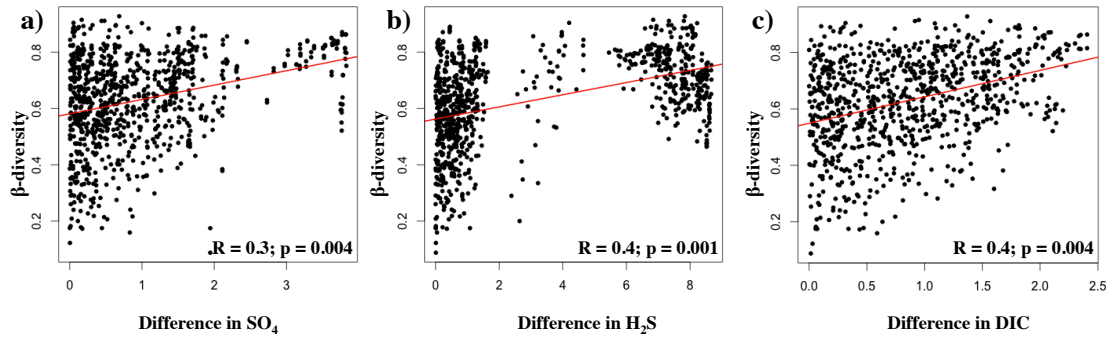 a)
β-diversity
0.2 0.4 0.6 0.8
0 1 2 3
R = 0.3; p = 0.004
Difference in SO₄
b)
β-diversity
0.2 0.4 0.6 0.8
0 2 4 6 8
R = 0.4; p = 0.001
Difference in H₂S
c)
β-diversity
0.2 0.4 0.6 0.8
0.0 0.5 1.0 1.5 2.0 2.5
R = 0.4; p = 0.004
Difference in DIC